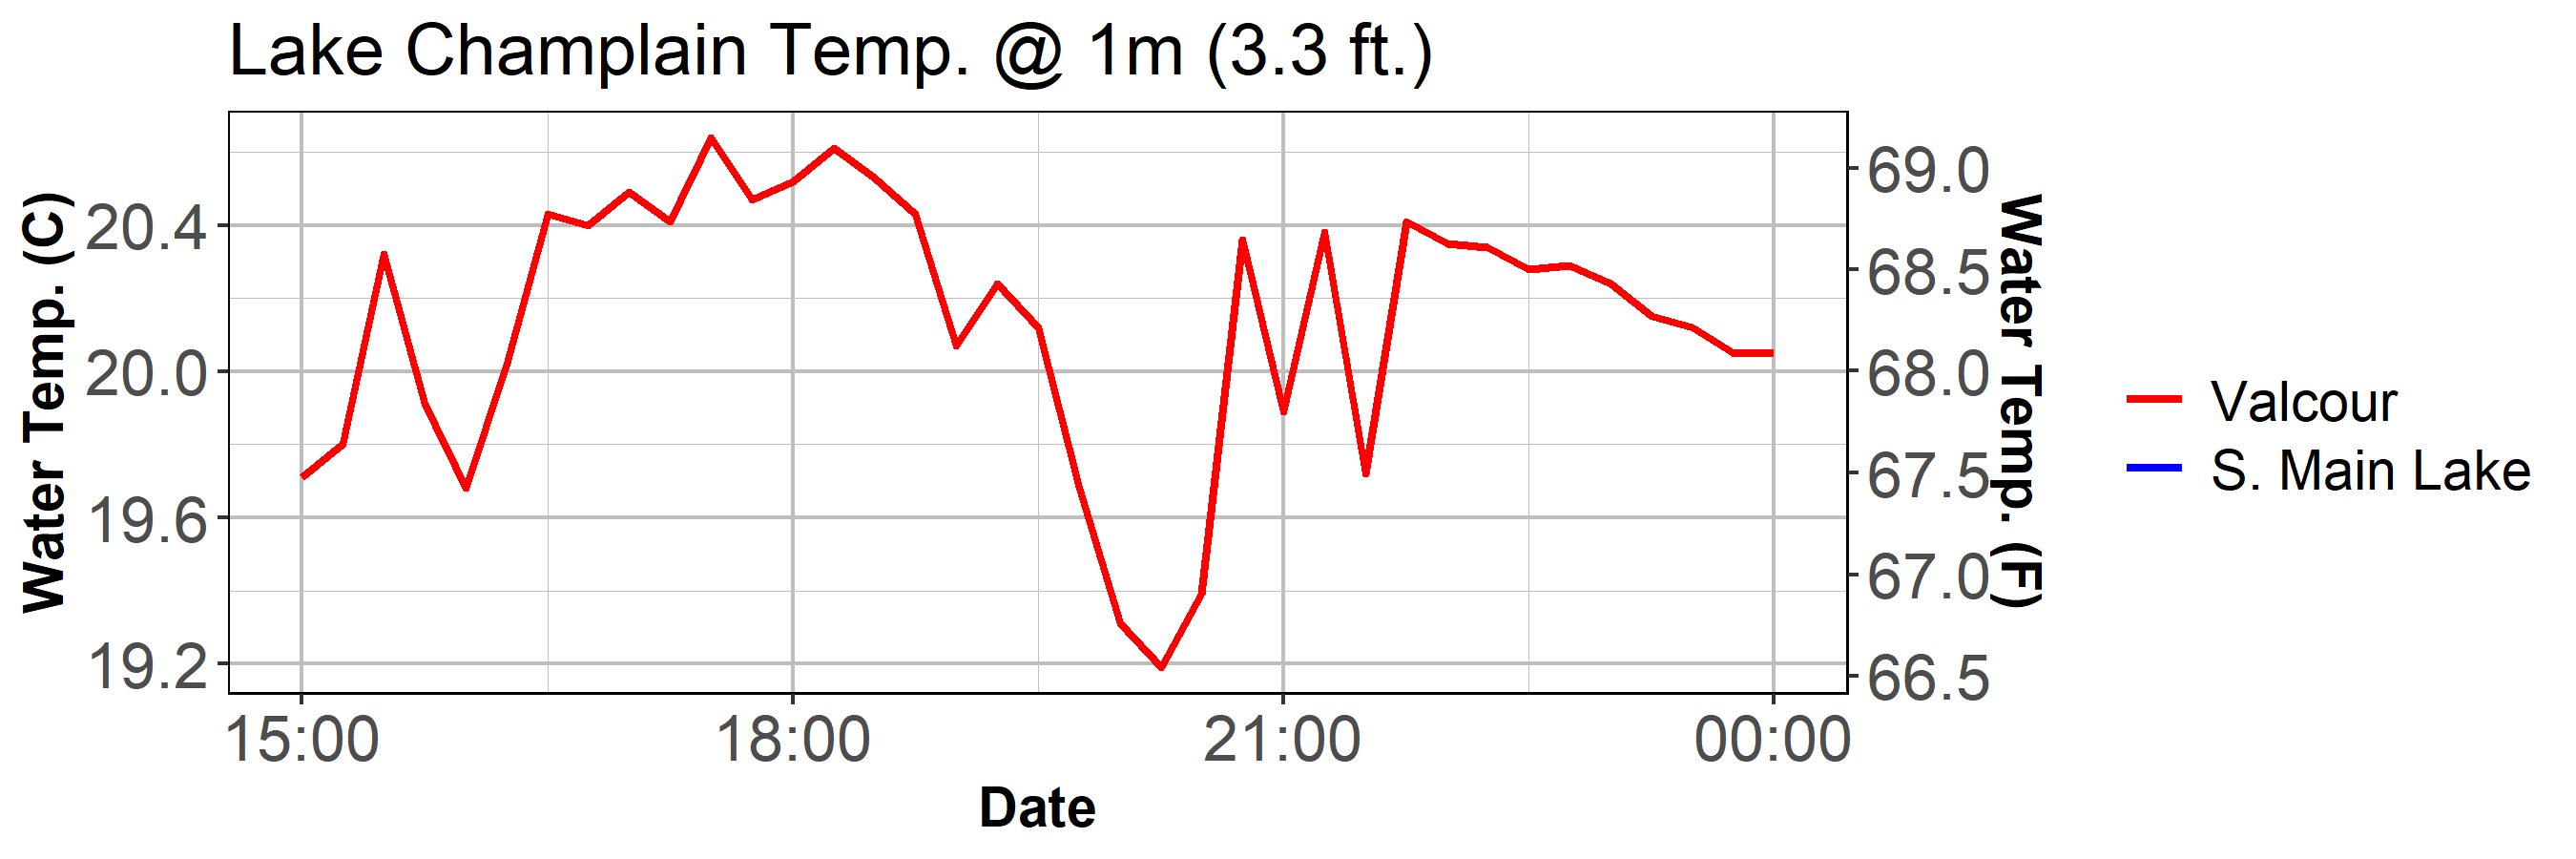 Lake Champlain Temp. @ 1m (3.3 ft.)
Water Temp. (C)
20.4
20.0
19.6
19.2
69.0
68.5
68.0
67.5
67.0
66.5
Water Temp. (F)
15:00 18:00 21:00 00:00
Date
Valcour
S. Main Lake